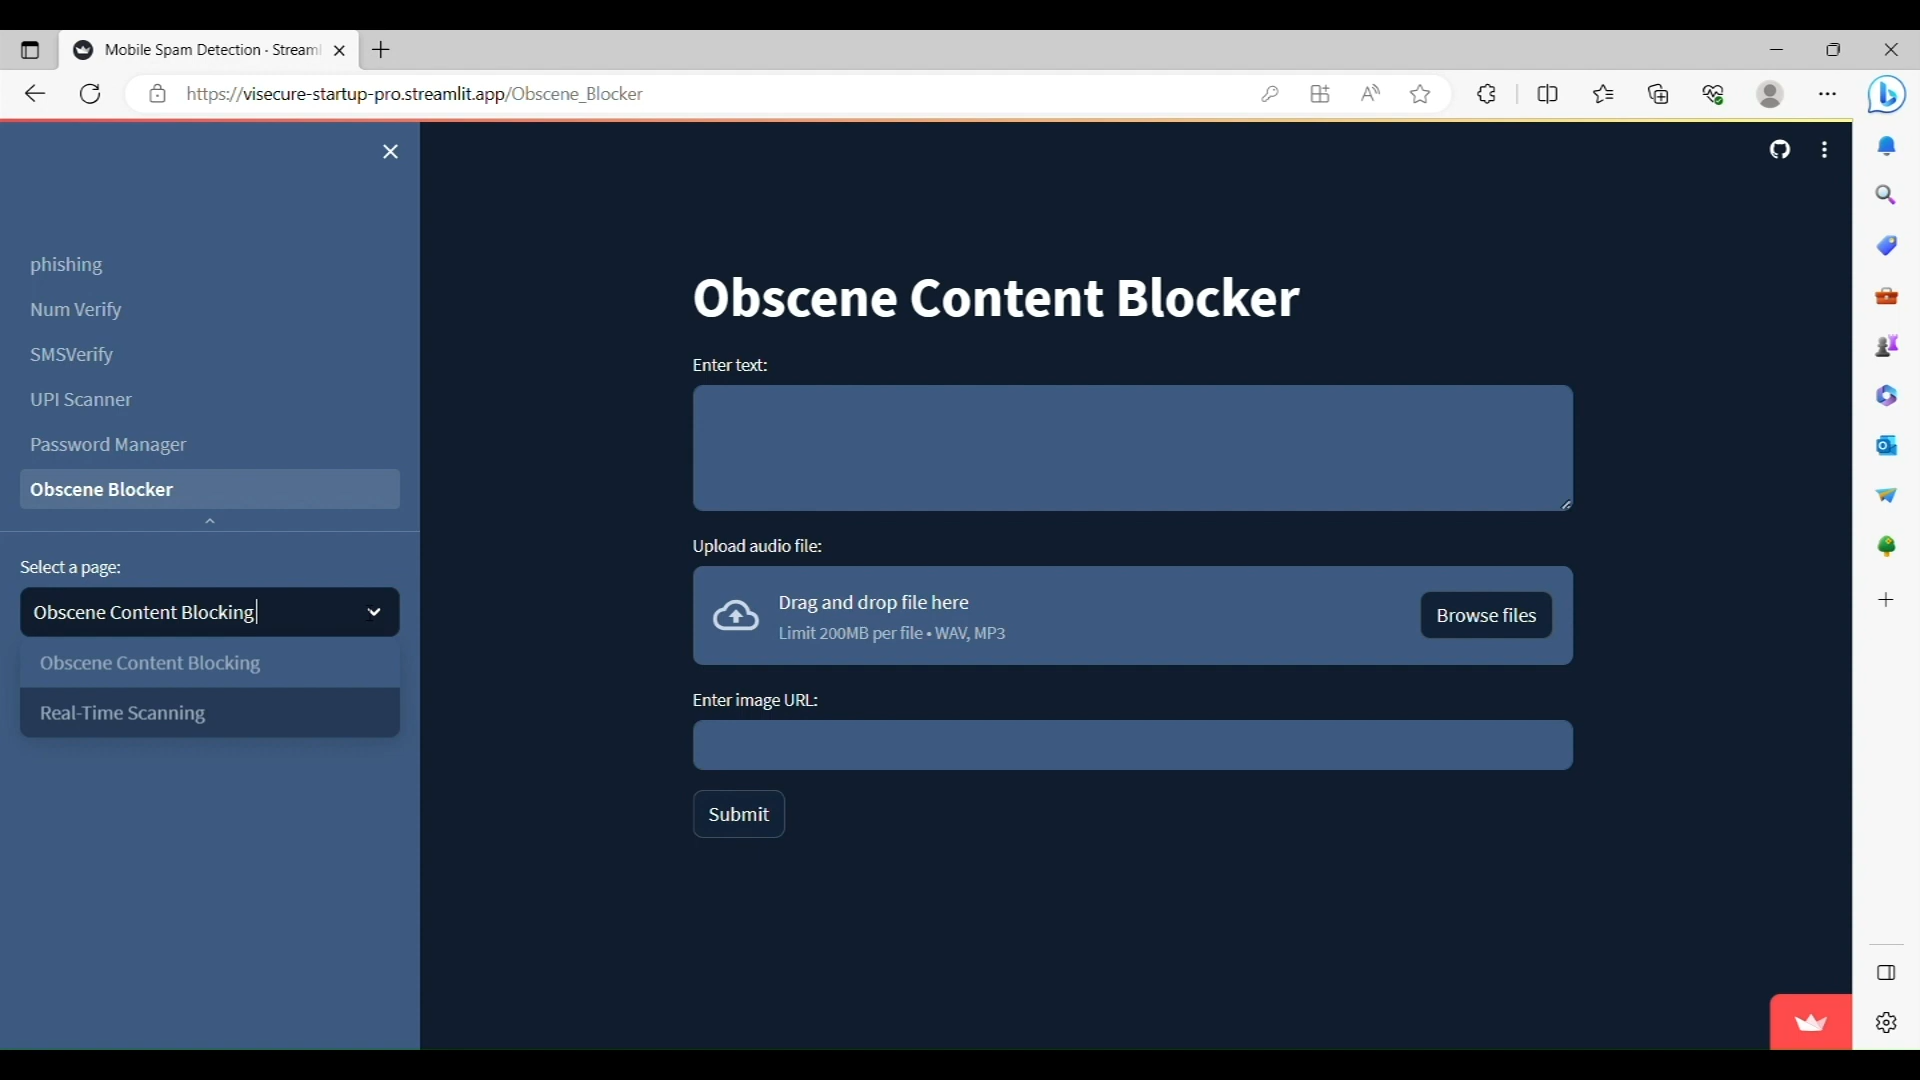 Mobile Spam Detection · Streaml
https://visecure-startup-pro.streamlit.app/Obscene_Blocker
phishing
Num Verify
SMSVerify
UPI Scanner
Password Manager
Obscene Blocker
Select a page:
Obscene Content Blocking
Obscene Content Blocking
Real-Time Scanning
Obscene Content Blocker
Enter text:
Upload audio file:
Drag and drop file here
Limit 200MB per file • WAV, MP3
Browse files
Enter image URL:
Submit